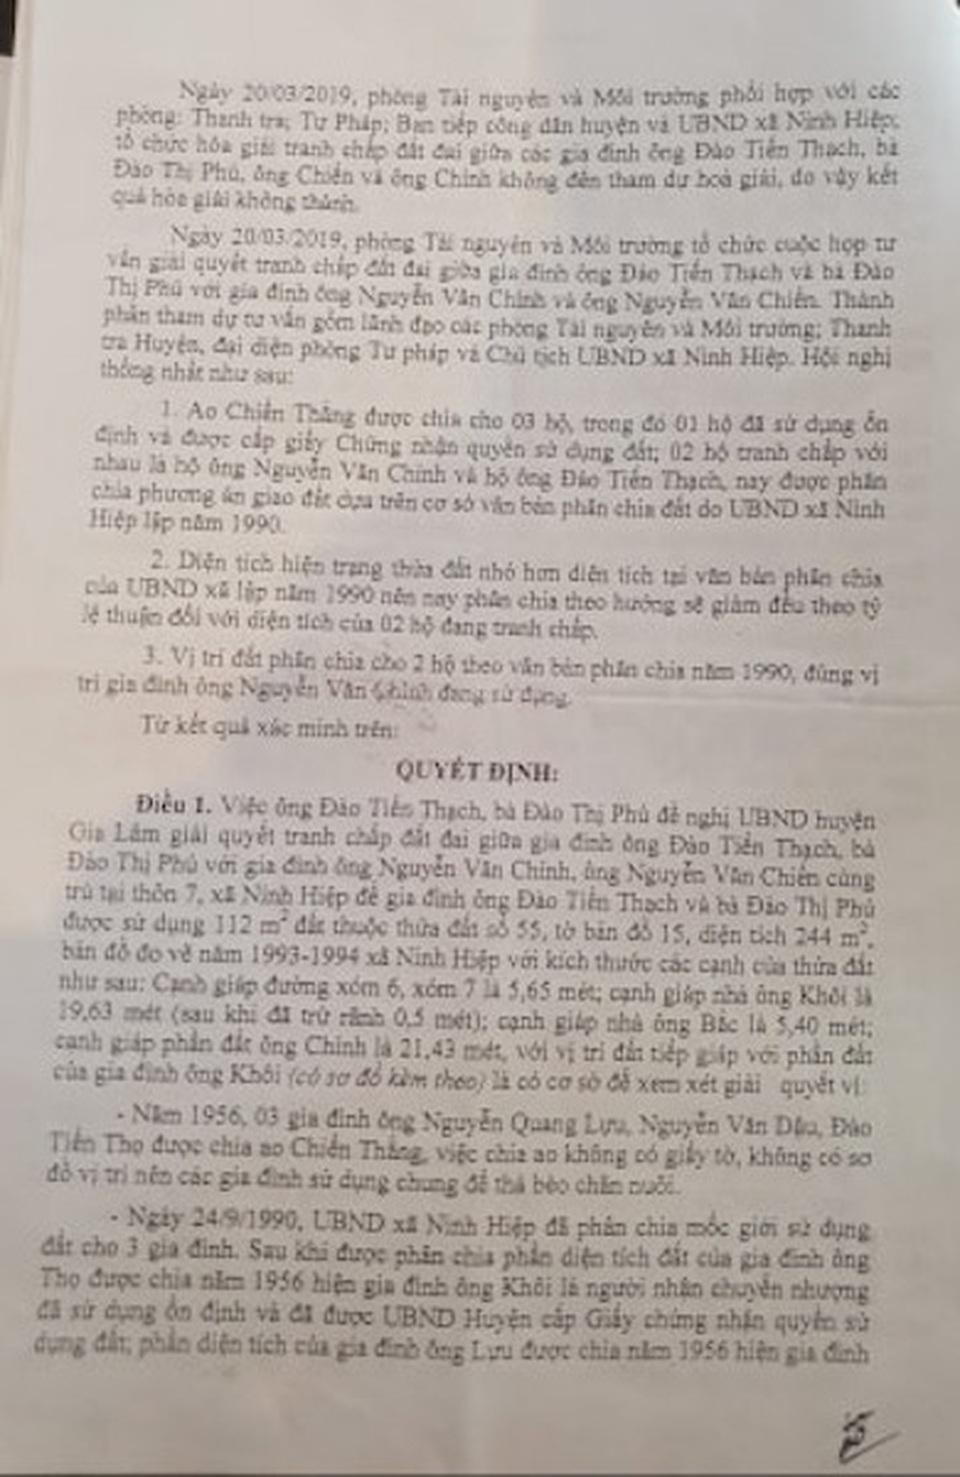 Ngày 20/03/2019, phòng Tài nguyên và Môi trường phối hợp với các
phòng: Thanh tra; Tư Pháp; Ban tiếp công dân huyện và UBND xã Ninh Hiệp;
tổ chức hòa giải tranh chấp đất đai giữa các gia đình ông Đào Tiến Thạch, bà
Đào Thị Phú, ông Chiến và ông Chinh không đến tham dự hoà giải, do vậy kết
quả hòa giải không thành.
Ngày 20/03/2019, phòng Tài nguyên và Môi trường tổ chức cuộc họp tư
vấn giải quyết tranh chấp đất đai giữa gia đình ông Đào Tiến Thạch và bà Đào
Thị Phú với gia đình ông Nguyễn Văn Chinh và ông Nguyễn Văn Chiến. Thành
phần tham dự tư vấn gồm lãnh đạo các phòng Tài nguyên và Môi trường; Thanh
tra Huyện, đại diện phòng Tư pháp và Chủ tịch UBND xã Ninh Hiệp. Hội nghị
thống nhất như sau:
1. Ao Chiến Thắng được chia cho 03 hộ, trong đó 01 hộ đã sử dụng ổn
định và được cấp giấy Chứng nhận quyền sử dụng đất; 02 hộ tranh chấp với
nhau là hộ ông Nguyễn Văn Chinh và hộ ông Đào Tiến Thạch, nay được phân
chia phương án giao đất dựa trên cơ sở văn bản phân chia đất do UBND xã Ninh
Hiệp lập năm 1990.
2. Diện tích hiện trạng thửa đất nhỏ hơn diên tích tại văn bản phân chia
của UBND xã lập năm 1990 nên nay phân chia theo hướng sẽ giảm đều theo tỷ
lệ thuận đối với diện tích của 02 hộ đang tranh chấp.
3. Vị trí đất phân chia cho 2 hộ theo văn bản phân chia năm 1990, đúng vị
trí gia đình ông Nguyễn Văn Chinh đang sử dụng.
Từ kết quả xác minh trên:
QUYẾT ĐỊNH:
Điều 1. Việc ông Đào Tiến Thạch, bà Đào Thị Phú đề nghị UBND huyện
Gia Lâm giải quyết tranh chấp đất đai giữa gia đình ông Đào Tiến Thạch, bà
Đào Thị Phú với gia đình ông Nguyễn Văn Chinh, ông Nguyễn Văn Chiến cùng
trú tại thôn 7, xã Ninh Hiệp để gia đình ông Đào Tiến Thạch và bà Đào Thị Phú
được sử dụng 112 m² đất thuộc thửa đất số 55, tờ bản đồ 15, diện tích 244 m²,
bản đồ đo vẽ năm 1993-1994 xã Ninh Hiệp với kích thước các cạnh của thửa đất
như sau: Cạnh giáp đường xóm 6, xóm 7 là 5,65 mét; cạnh giáp nhà ông Khôi là
19,63 mét (sau khi đã trừ rãnh 0,5 mét); cạnh giáp nhà ông Bắc là 5,40 mét;
cạnh giáp phần đất ông Chinh là 21,43 mét, với vị trí đất tiếp giáp với phần đất
của gia đình ông Khôi (có sơ đồ kèm theo) là có cơ sở để xem xét giải quyết vì:
- Năm 1956, 03 gia đình ông Nguyễn Quang Lựu, Nguyễn Văn Dậu, Đào
Tiến Thọ được chia ao Chiến Thắng, việc chia ao không có giấy tờ, không có sơ
đồ vị trí nên các gia đình sử dụng chung để thả bèo chăn nuôi.
- Ngày 24/9/1990, UBND xã Ninh Hiệp đã phân chia mốc giới sử dụng
đất cho 3 gia đình. Sau khi được phân chia phần diện tích đất của gia đình ông
Thọ được chia năm 1956 hiện gia đình ông Khôi là người nhận chuyển nhượng
đã sử dụng ổn định và đã được UBND Huyện cấp Giấy chứng nhận quyền sử
dụng đất; phần diện tích của gia đình ông Lựu được chia năm 1956 hiện gia đình